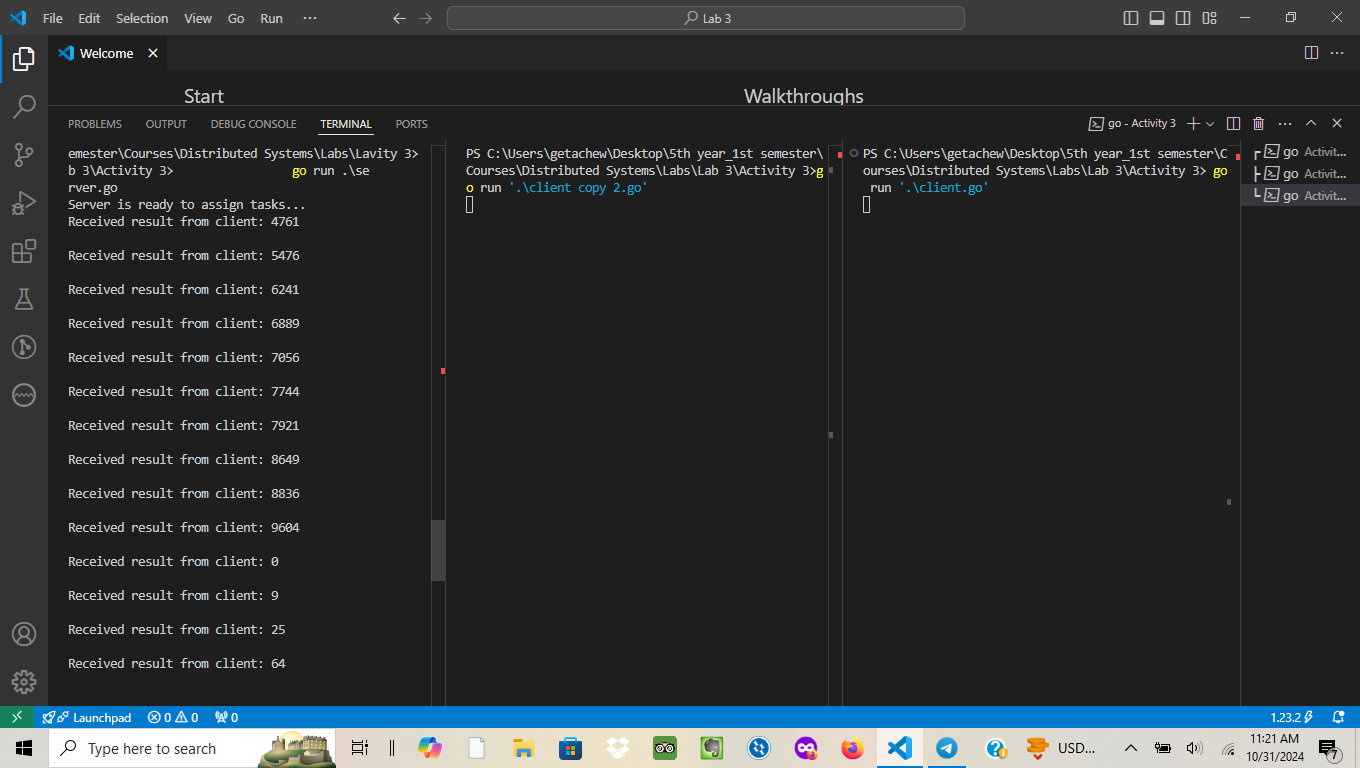 File Edit Selection View Go Run ··· Lab 3
Welcome
Start Walkthroughs
PROBLEMS OUTPUT DEBUG CONSOLE TERMINAL PORTS go - Activity 3
emester\Courses\Distributed Systems\Labs\Lavity 3>
b 3\Activity 3> go run .\se
rver.go
Server is ready to assign tasks...
Received result from client: 4761
Received result from client: 5476
Received result from client: 6241
Received result from client: 6889
Received result from client: 7056
Received result from client: 7744
Received result from client: 7921
Received result from client: 8649
Received result from client: 8836
Received result from client: 9604
Received result from client: 0
Received result from client: 9
Received result from client: 25
Received result from client: 64
PS C:\Users\getachew\Desktop\5th year_1st semester\
Courses\Distributed Systems\Labs\Lab 3\Activity 3>g
o run '.\client copy 2.go'
PS C:\Users\getachew\Desktop\5th year_1st semester\C
ourses\Distributed Systems\Labs\Lab 3\Activity 3> go
run '.\client.go'
go Activit...
go Activit...
go Activit...
Launchpad 0 0 0 1.23.2
Type here to search USD... 11:21 AM
10/31/2024 7